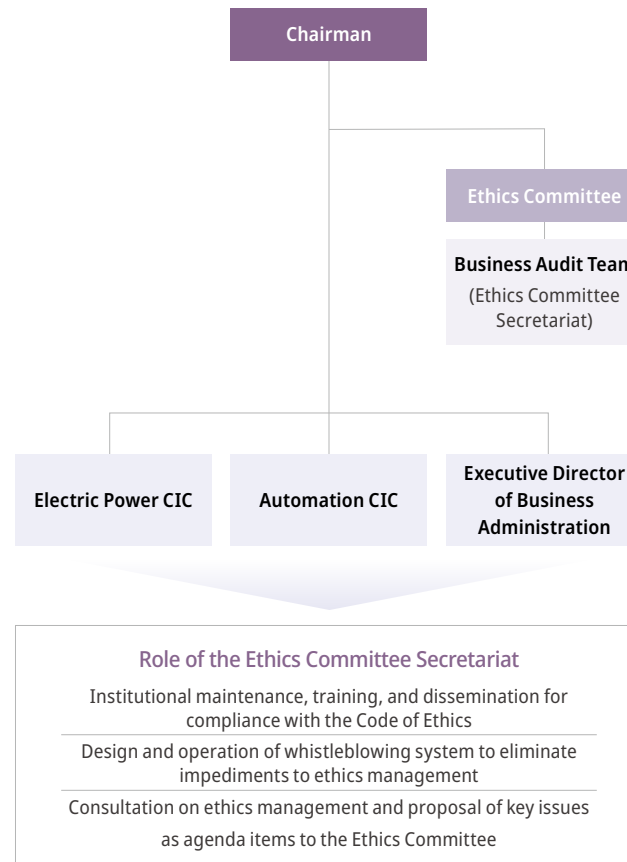 Chairman
Ethics Committee
Business Audit Team
(Ethics Committee
Secretariat)
Electric Power CIC
Automation CIC
Executive Director
of Business
Administration
Role of the Ethics Committee Secretariat
Institutional maintenance, training, and dissemination for
compliance with the Code of Ethics
Design and operation of whistleblowing system to eliminate
impediments to ethics management
Consultation on ethics management and proposal of key issues
as agenda items to the Ethics Committee